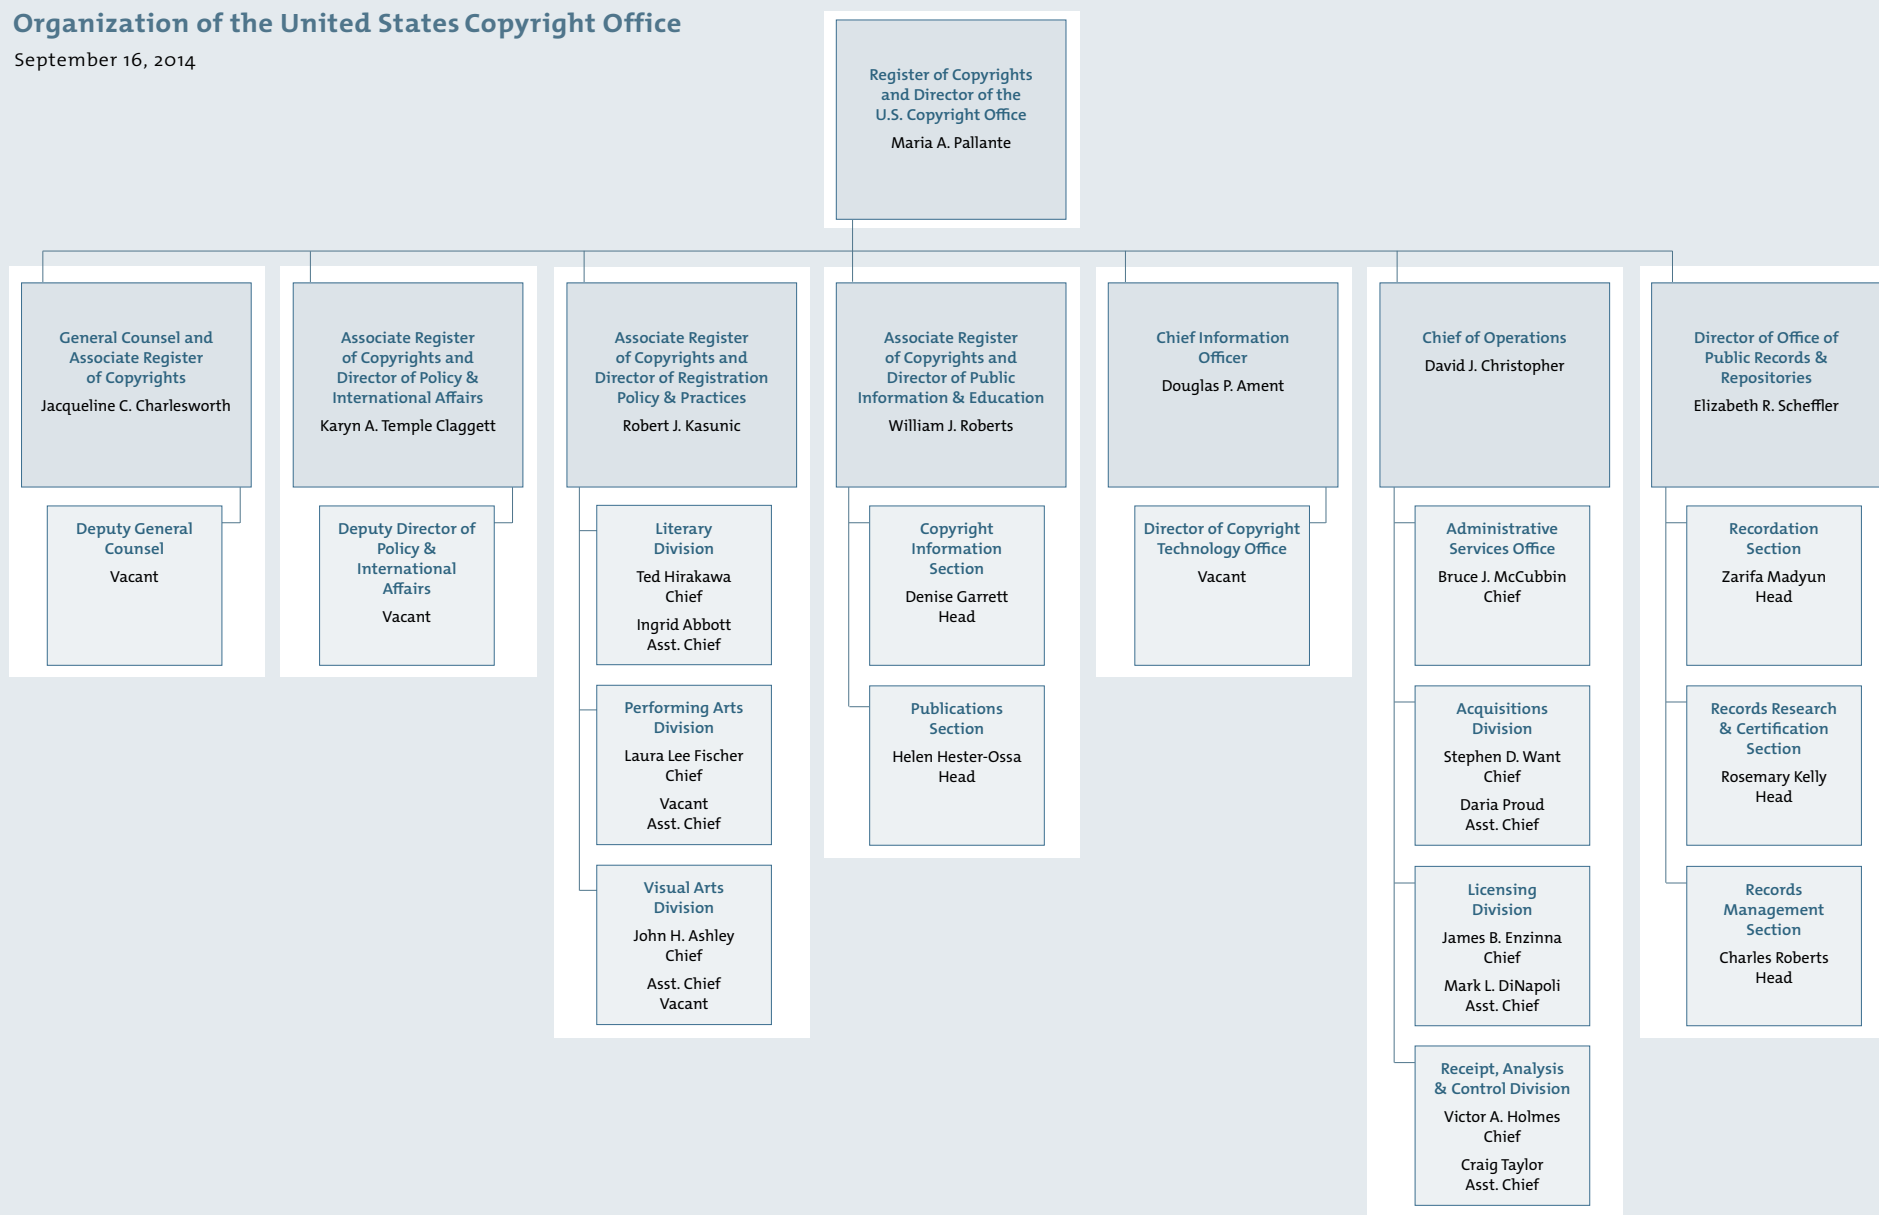 Organization of the United States Copyright Office
September 16, 2014
Register of Copyrights
and Director of the
U.S. Copyright Office
Maria A. Pallante
General Counsel and
Associate Register
of Copyrights
Jacqueline C. Charlesworth
Deputy General
Counsel
Vacant
Associate Register
of Copyrights and
Director of Policy &
International Affairs
Karyn A. Temple Claggett
Deputy Director of
Policy &
International
Affairs
Vacant
Associate Register
of Copyrights and
Director of Registration
Policy & Practices
Robert J. Kasunic
Literary
Division
Ted Hirakawa
Chief
Ingrid Abbott
Asst. Chief
Performing Arts
Division
Laura Lee Fischer
Chief
Vacant
Asst. Chief
Visual Arts
Division
John H. Ashley
Chief
Asst. Chief
Vacant
Associate Register
of Copyrights and
Director of Public
Information & Education
William J. Roberts
Copyright
Information
Section
Denise Garrett
Head
Publications
Section
Helen Hester-Ossa
Head
Chief Information
Officer
Douglas P. Ament
Director of Copyright
Technology Office
Vacant
Chief of Operations
David J. Christopher
Administrative
Services Office
Bruce J. McCubbin
Chief
Acquisitions
Division
Stephen D. Want
Chief
Daria Proud
Asst. Chief
Licensing
Division
James B. Enzinna
Chief
Mark L. DiNapoli
Asst. Chief
Receipt, Analysis
& Control Division
Victor A. Holmes
Chief
Craig Taylor
Asst. Chief
Director of Office of
Public Records &
Repositories
Elizabeth R. Scheffler
Recordation
Section
Zarifa Madyun
Head
Records Research
& Certification
Section
Rosemary Kelly
Head
Records
Management
Section
Charles Roberts
Head